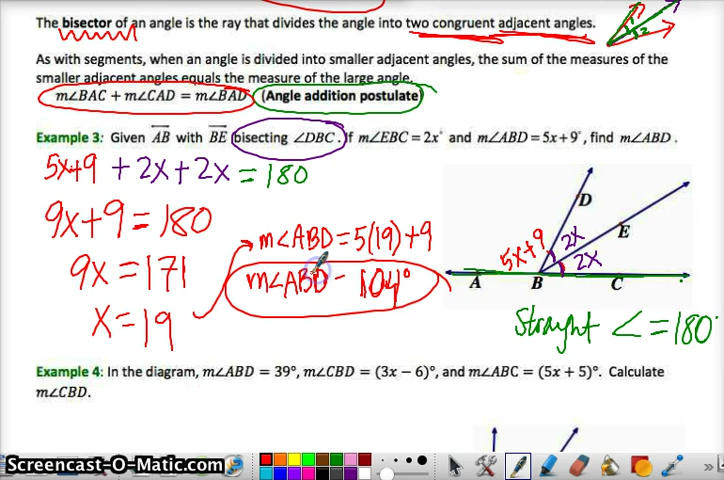 The bisector of an angle is the ray that divides the angle into two congruent adjacent angles.
As with segments, when an angle is divided into smaller adjacent angles, the sum of the measures of the
smaller adjacent angles equals the measure of the large angle.
m∠BAC + m∠CAD = m∠BAD (Angle addition postulate)
Example 3: Given AB with BE bisecting ∠DBC. If m∠EBC = 2x° and m∠ABD = 5x + 9°, find m∠ABD.
5x+9 + 2x + 2x = 180
9x + 9 = 180
9x = 171
x = 19
m∠ABD = 5(19) + 9
m∠ABD = 104°
D
E
5x+9
2x
2x
A
B
C
Straight ∠ = 180°
Example 4: In the diagram, m∠ABD = 39°, m∠CBD = (3x − 6)°, and m∠ABC = (5x + 5)°. Calculate
m∠CBD.
Screencast-O-Matic.com